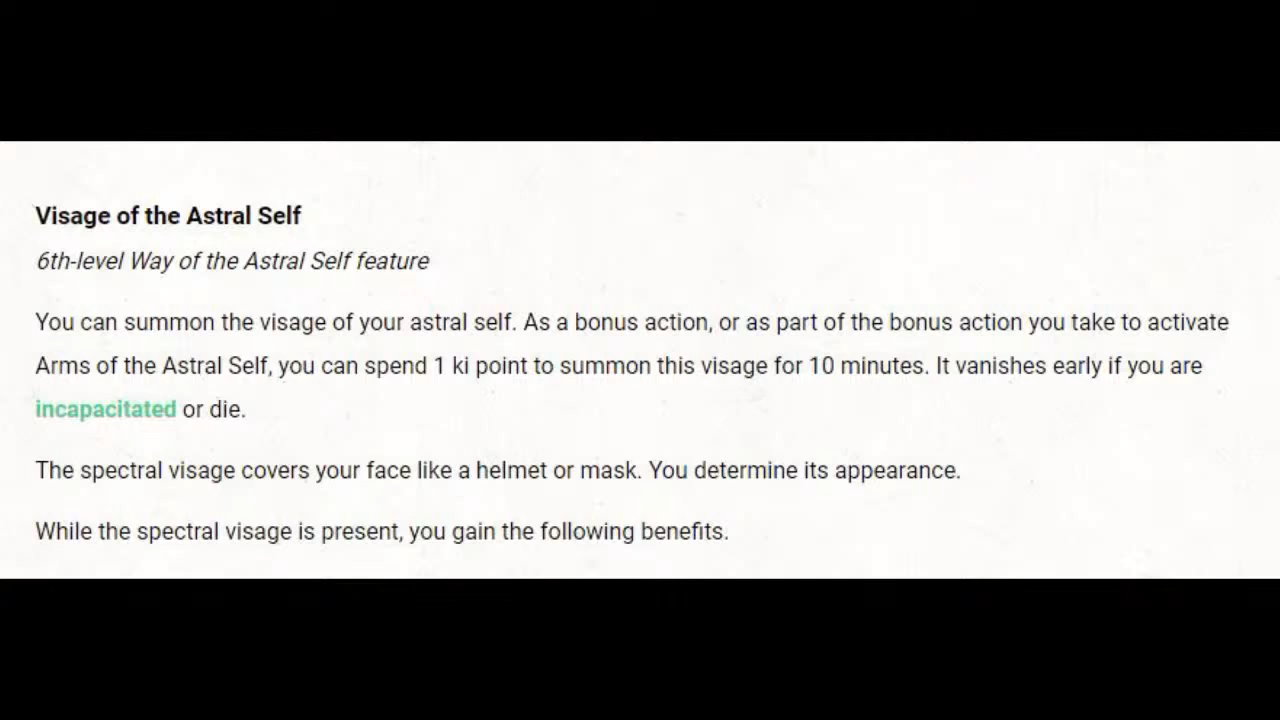 Visage of the Astral Self
6th-level Way of the Astral Self feature
You can summon the visage of your astral self. As a bonus action, or as part of the bonus action you take to activate
Arms of the Astral Self, you can spend 1 ki point to summon this visage for 10 minutes. It vanishes early if you are
incapacitated or die.
The spectral visage covers your face like a helmet or mask. You determine its appearance.
While the spectral visage is present, you gain the following benefits.